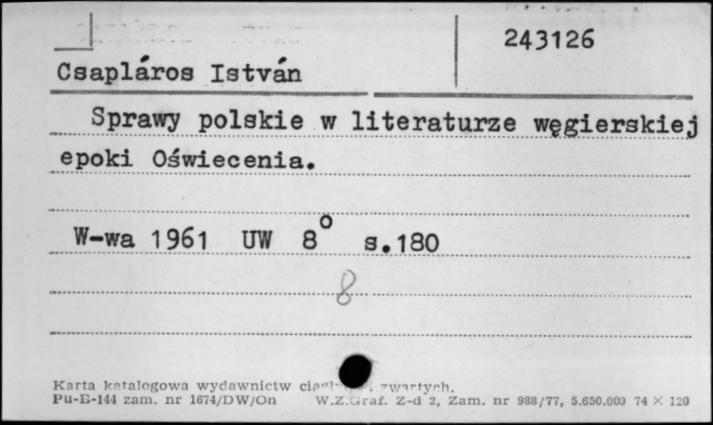 243126
Csapláros István
Sprawy polskie w literaturze węgierskiej
epoki Oświecenia.
W-wa 1961 UW 8° s.180
8
Karta katalogowa wydawnictw i zwartych.
Pu-B-144 zam. nr 1674/DW/On W.Z.Graf. Z-d 2, Zam. nr 988/77, 5.650.000 74 × 120